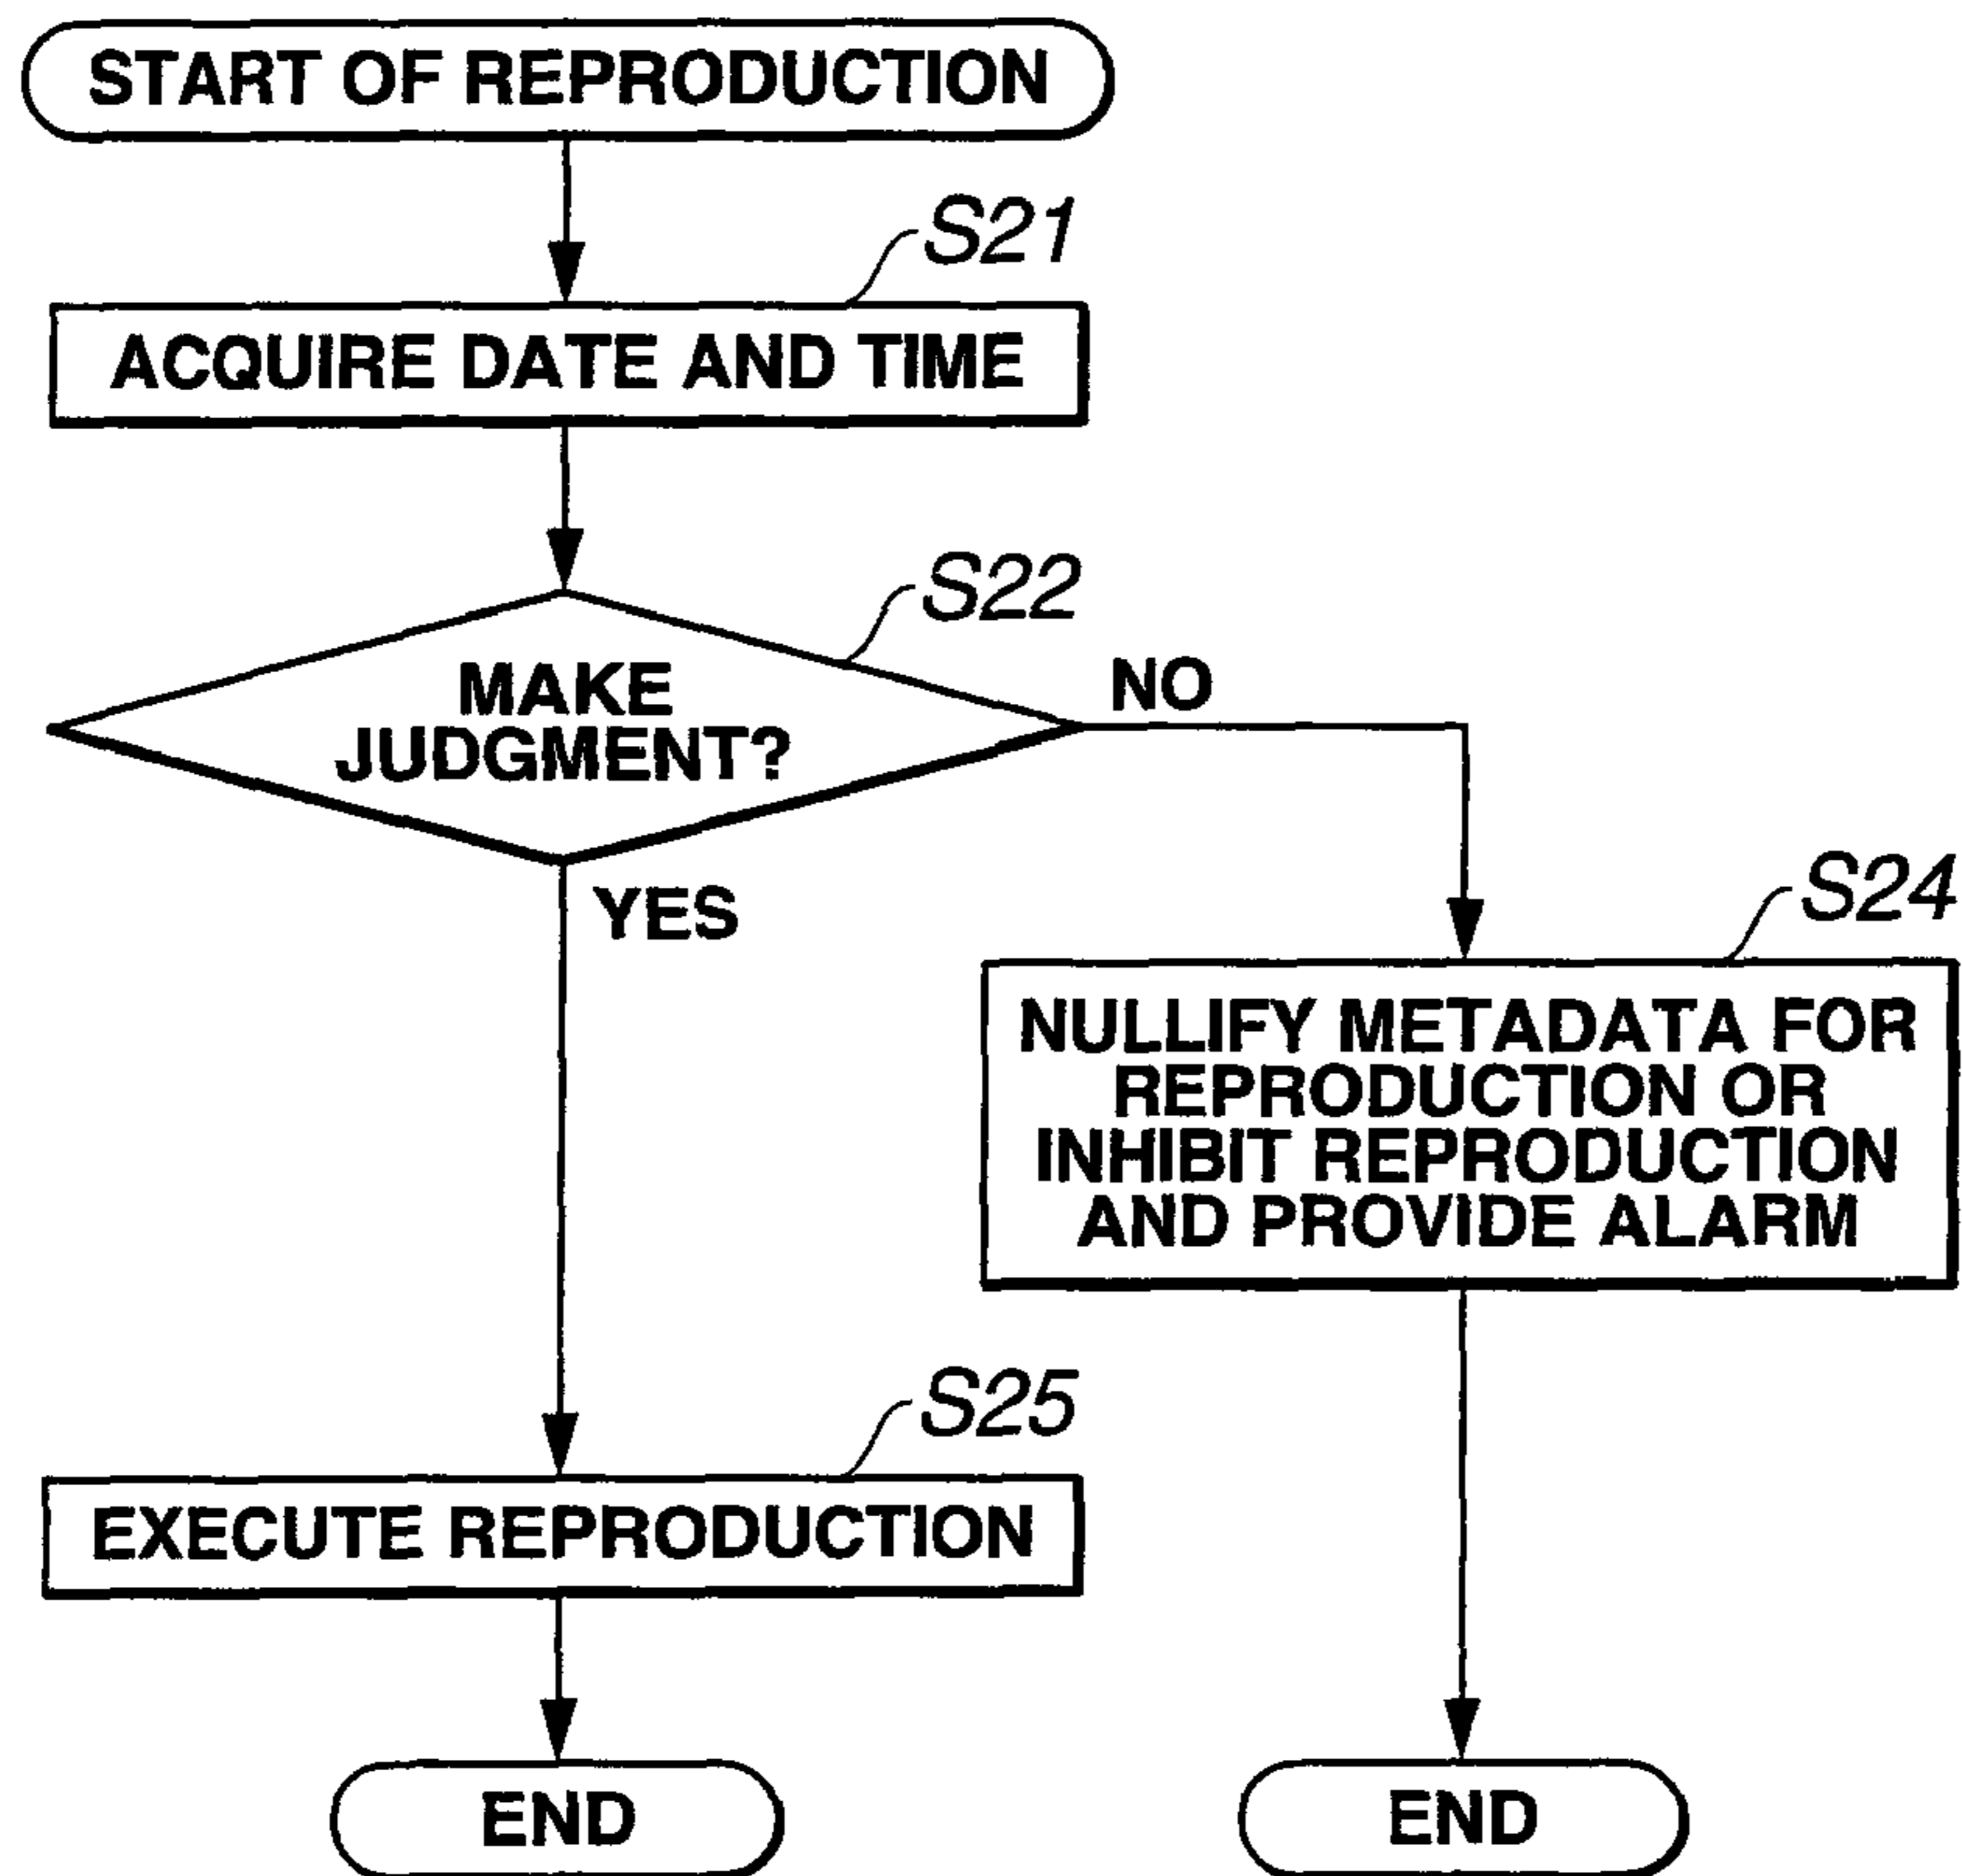 START OF REPRODUCTION
S21
ACQUIRE DATE AND TIME
S22
MAKE
JUDGMENT?
NO
YES
S24
NULLIFY METADATA FOR
REPRODUCTION OR
INHIBIT REPRODUCTION
AND PROVIDE ALARM
S25
EXECUTE REPRODUCTION
END
END